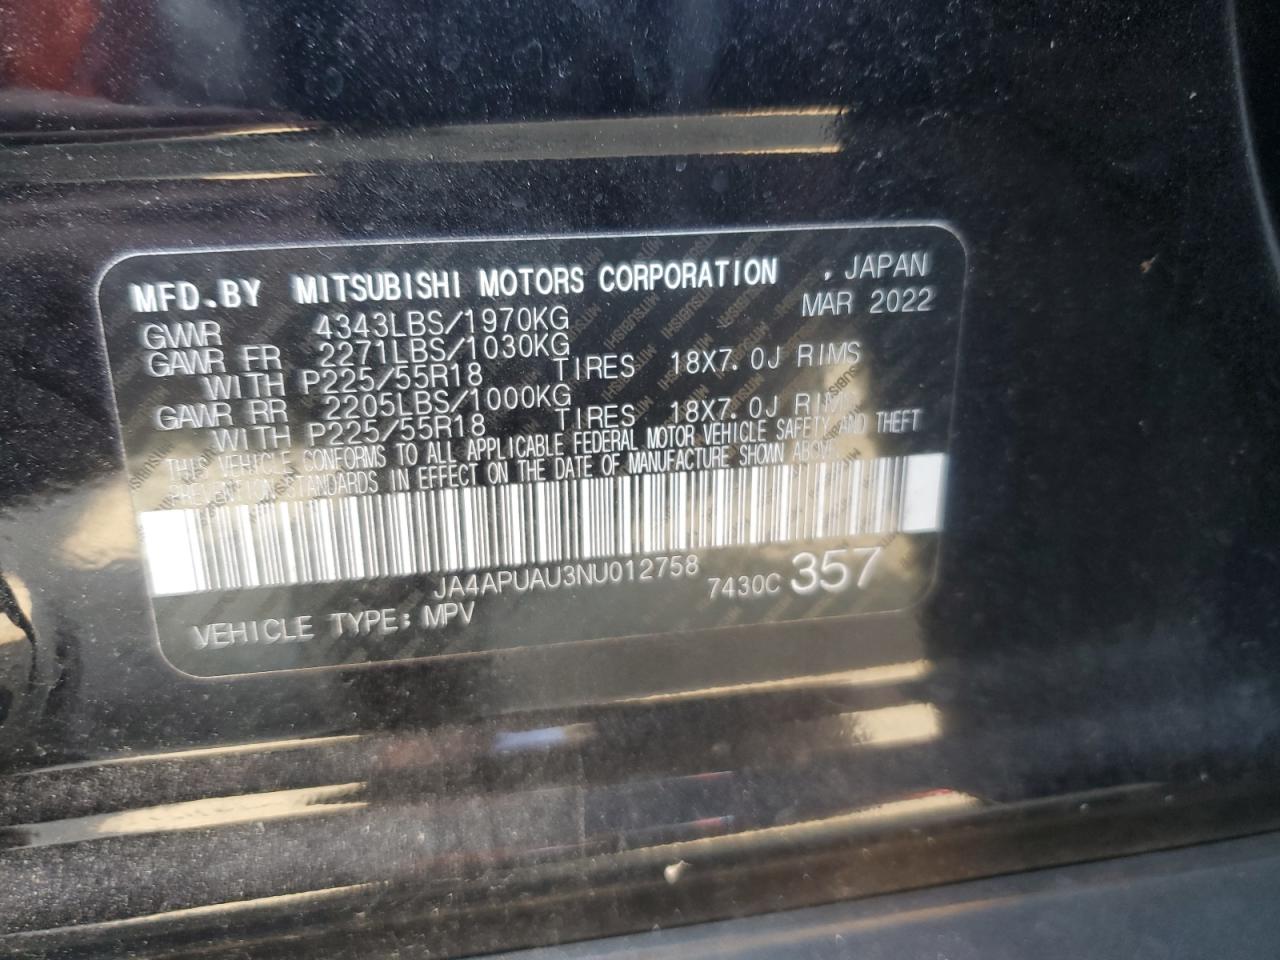 MFD.BY MITSUBISHI MOTORS CORPORATION , JAPAN
GVWR 4343LBS/1970KG MAR 2022
GAWR FR 2271LBS/1030KG
WITH P225/55R18 TIRES 18X7.0J RIMS
GAWR RR 2205LBS/1000KG
WITH P225/55R18 TIRES 18X7.0J RIMS
THIS VEHICLE CONFORMS TO ALL APPLICABLE FEDERAL MOTOR VEHICLE SAFETY AND THEFT
PREVENTION STANDARDS IN EFFECT ON THE DATE OF MANUFACTURE SHOWN ABOVE.
JA4APUAU3NU012758 7430C 357
VEHICLE TYPE: MPV